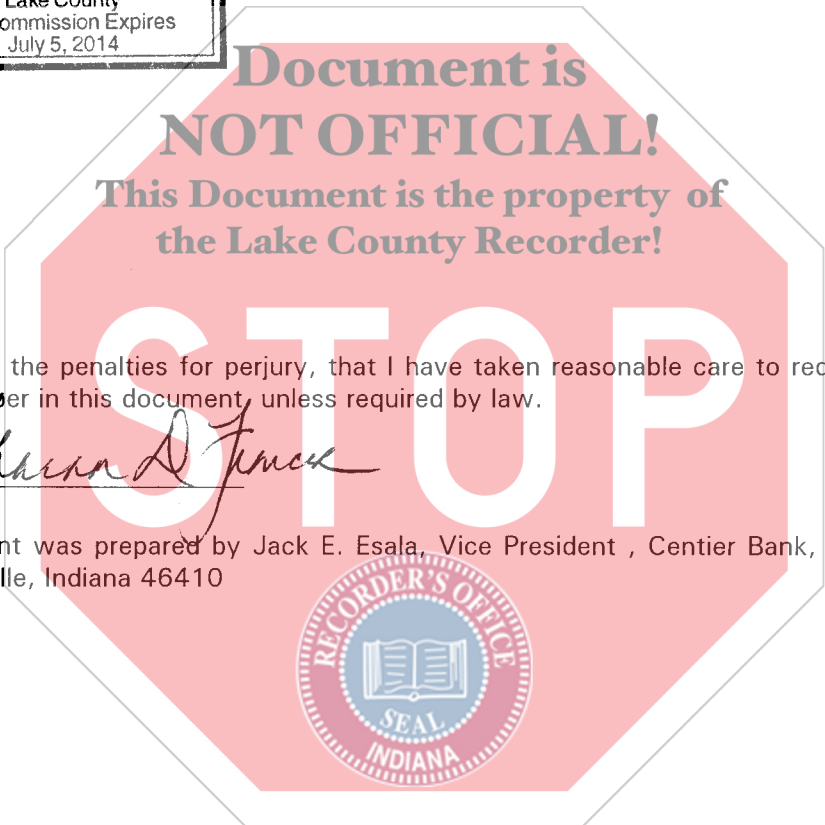 Lake County
ommission Expires
July 5, 2014
Document is
NOT OFFICIAL!
This Document is the property of
the Lake County Recorder!
STOP
the penalties for perjury, that I have taken reasonable care to red
er in this document, unless required by law.
nt was prepared by Jack E. Esala, Vice President , Centier Bank,
lle, Indiana 46410
RECORDER'S OFFICE
SEAL
INDIANA